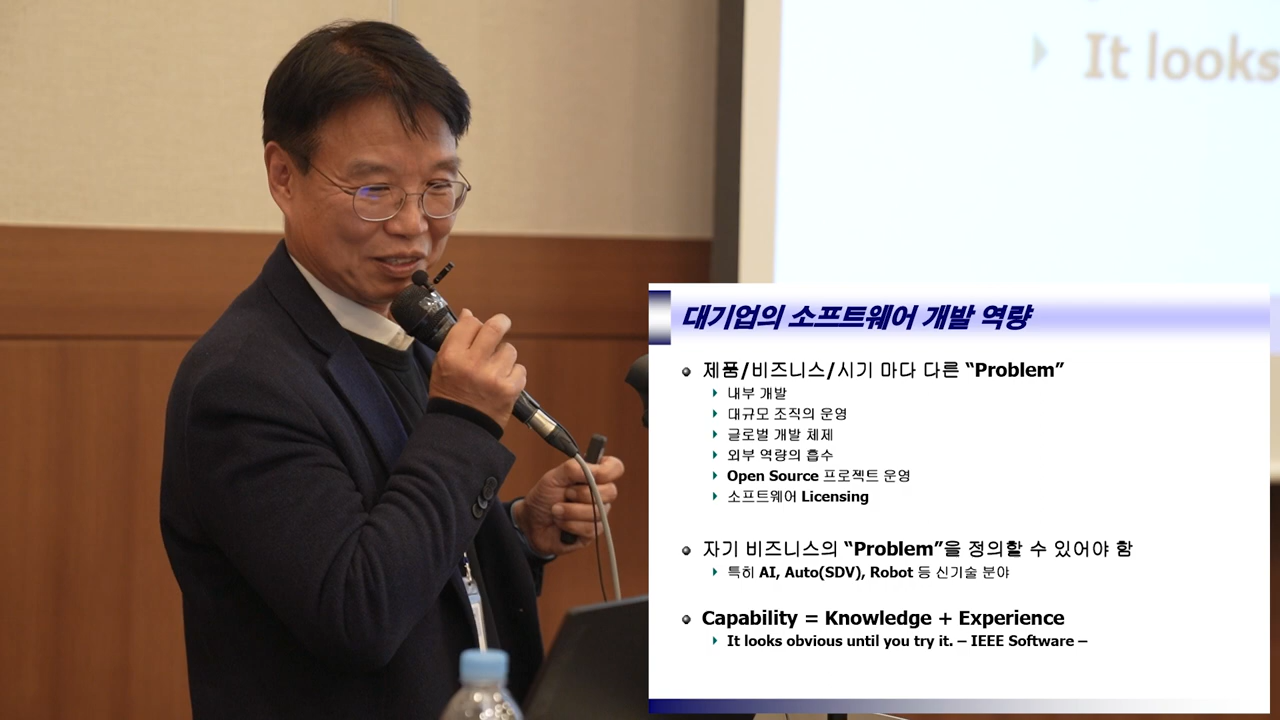 It looks
대기업의 소프트웨어 개발 역량
제품/비즈니스/시기 마다 다른 “Problem”
내부 개발
대규모 조직의 운영
글로벌 개발 체제
외부 역량의 흡수
Open Source 프로젝트 운영
소프트웨어 Licensing
자기 비즈니스의 “Problem”을 정의할 수 있어야 함
특히 AI, Auto(SDV), Robot 등 신기술 분야
Capability = Knowledge + Experience
It looks obvious until you try it. – IEEE Software –